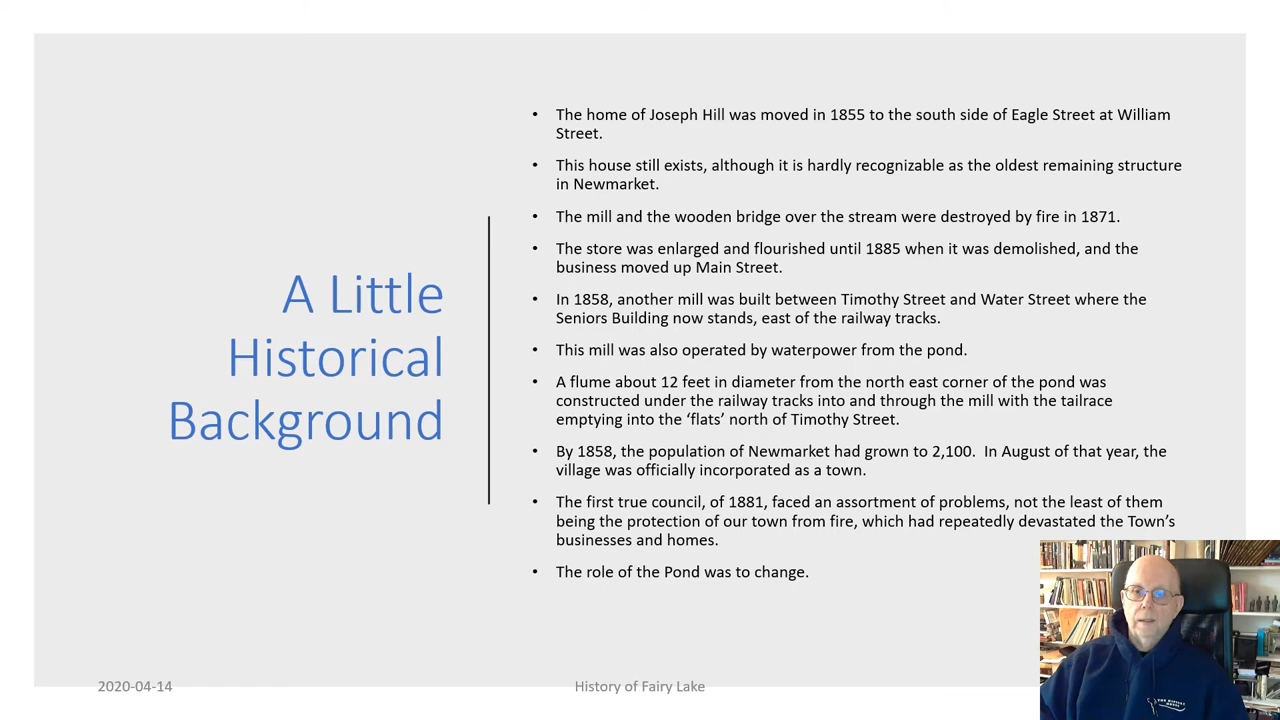 A Little
Historical
Background
• The home of Joseph Hill was moved in 1855 to the south side of Eagle Street at William
Street.
• This house still exists, although it is hardly recognizable as the oldest remaining structure
in Newmarket.
• The mill and the wooden bridge over the stream were destroyed by fire in 1871.
• The store was enlarged and flourished until 1885 when it was demolished, and the
business moved up Main Street.
• In 1858, another mill was built between Timothy Street and Water Street where the
Seniors Building now stands, east of the railway tracks.
• This mill was also operated by waterpower from the pond.
• A flume about 12 feet in diameter from the north east corner of the pond was
constructed under the railway tracks into and through the mill with the tailrace
emptying into the ‘flats’ north of Timothy Street.
• By 1858, the population of Newmarket had grown to 2,100.  In August of that year, the
village was officially incorporated as a town.
• The first true council, of 1881, faced an assortment of problems, not the least of them
being the protection of our town from fire, which had repeatedly devastated the Town’s
businesses and homes.
• The role of the Pond was to change.
2020-04-14
History of Fairy Lake